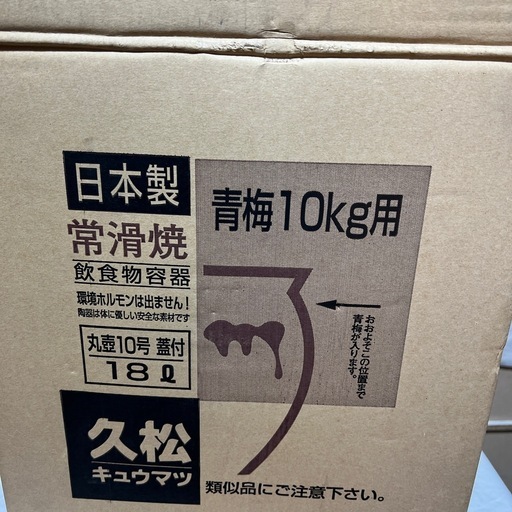 日本製
常滑焼
飲食物容器
環境ホルモンは出ません!
陶器は体に優しい安全な素材です
丸壺10号 蓋付
18ℓ
久松
キュウマツ
青梅10kg用
おおよそこの位置まで
青梅が入ります。
類似品にご注意下さい。